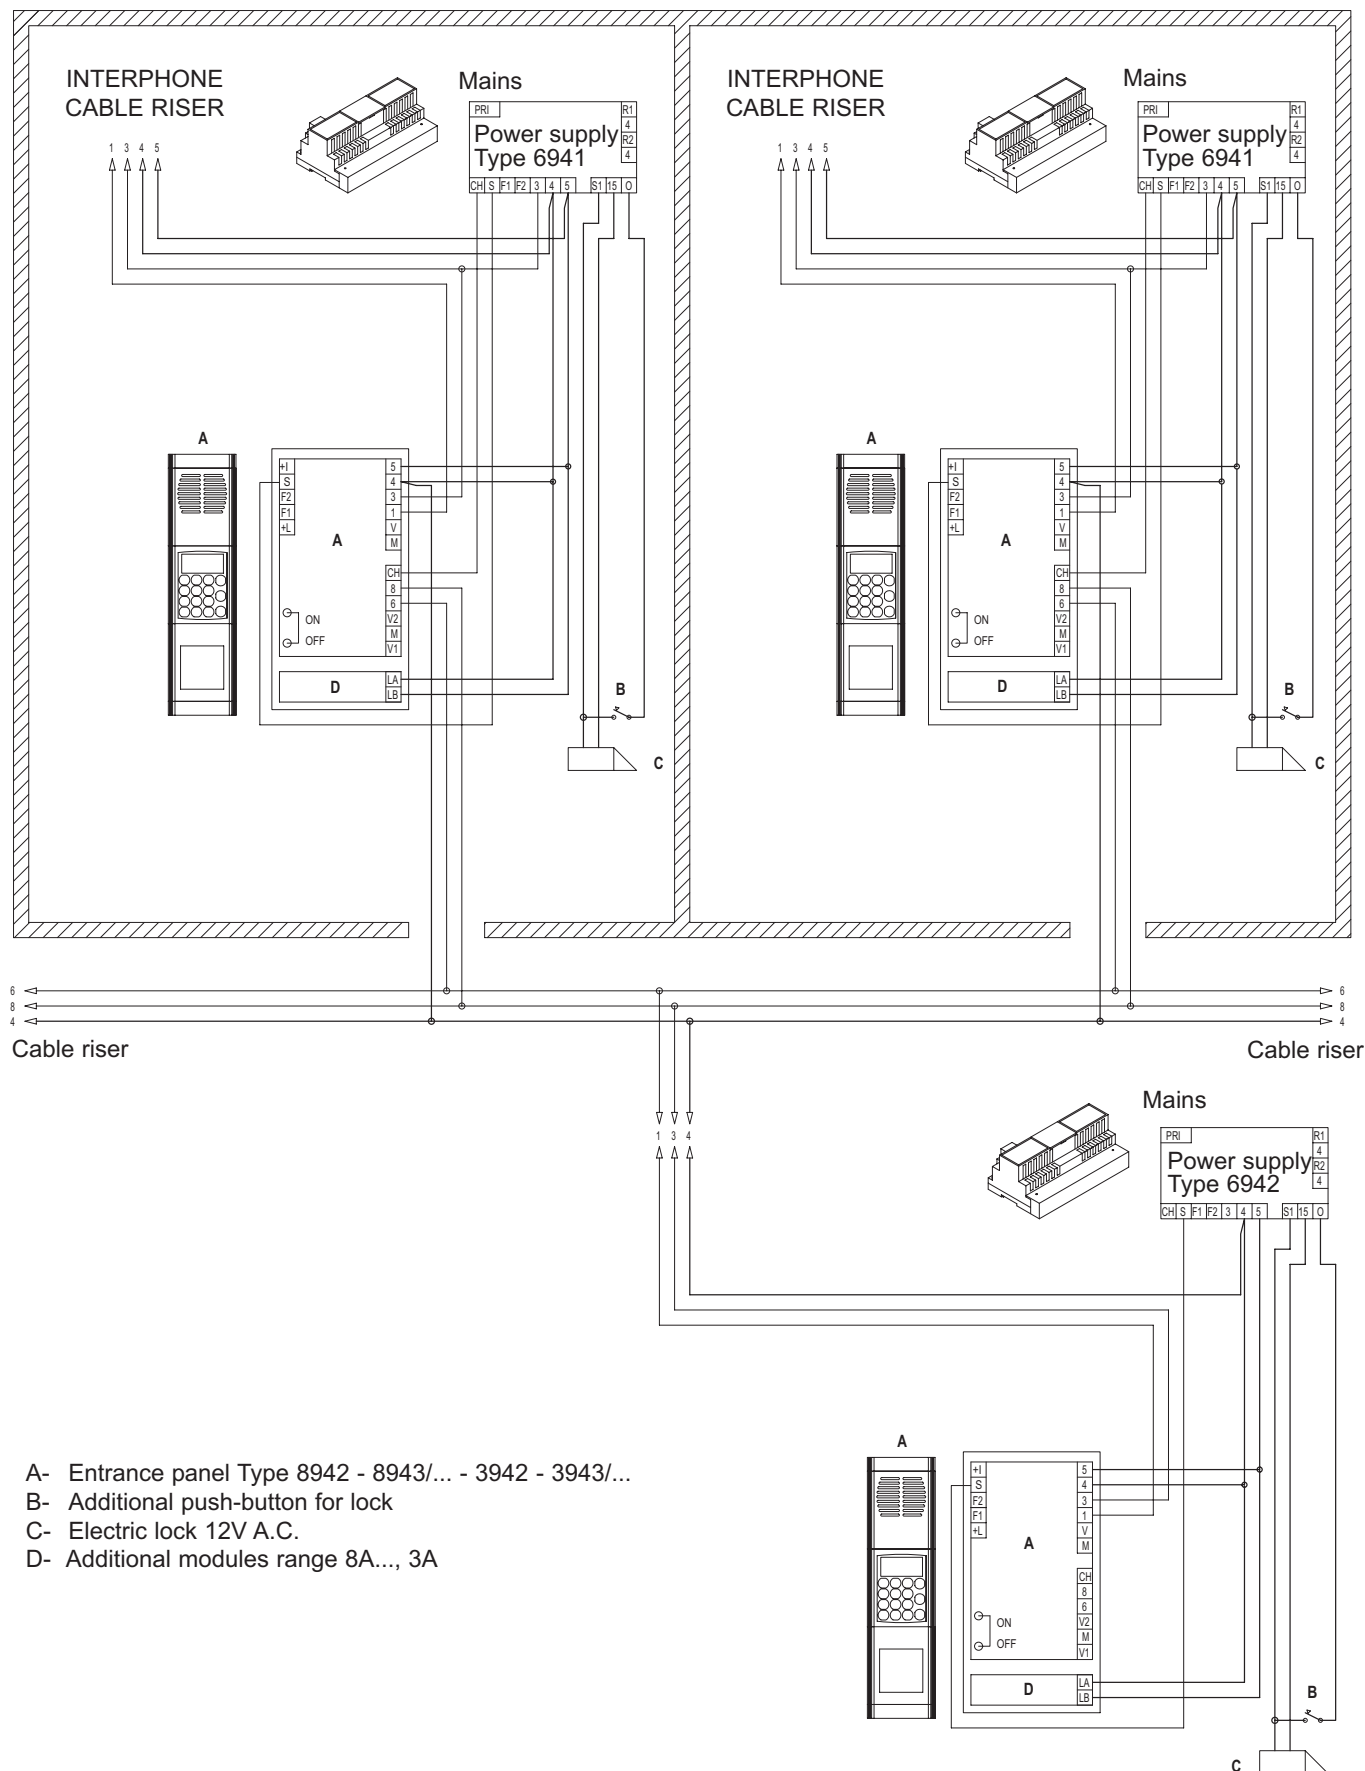 INTERPHONE
CABLE RISER
1 3 4 5
Mains
PRI
Power supply
Type 6941
R1
4
R2
4
CH S F1 F2 3 4 5 S1 15 O
A
+I
S
F2
F1
+L
A
5
4
3
1
V
M
CH
8
6
V2
M
V1
ON
OFF
D
LA
LB
B
C
INTERPHONE
CABLE RISER
1 3 4 5
Mains
PRI
Power supply
Type 6941
R1
4
R2
4
CH S F1 F2 3 4 5 S1 15 O
A
+I
S
F2
F1
+L
A
5
4
3
1
V
M
CH
8
6
V2
M
V1
ON
OFF
D
LA
LB
B
C
6
8
4
Cable riser
6
8
4
Cable riser
1 3 4
Mains
PRI
Power supply
Type 6942
R1
4
R2
4
CH S F1 F2 3 4 5 S1 15 O
A- Entrance panel Type 8942 - 8943/... - 3942 - 3943/...
B- Additional push-button for lock
C- Electric lock 12V A.C.
D- Additional modules range 8A..., 3A
A
+I
S
F2
F1
+L
A
5
4
3
1
V
M
CH
8
6
V2
M
V1
ON
OFF
D
LA
LB
B
C